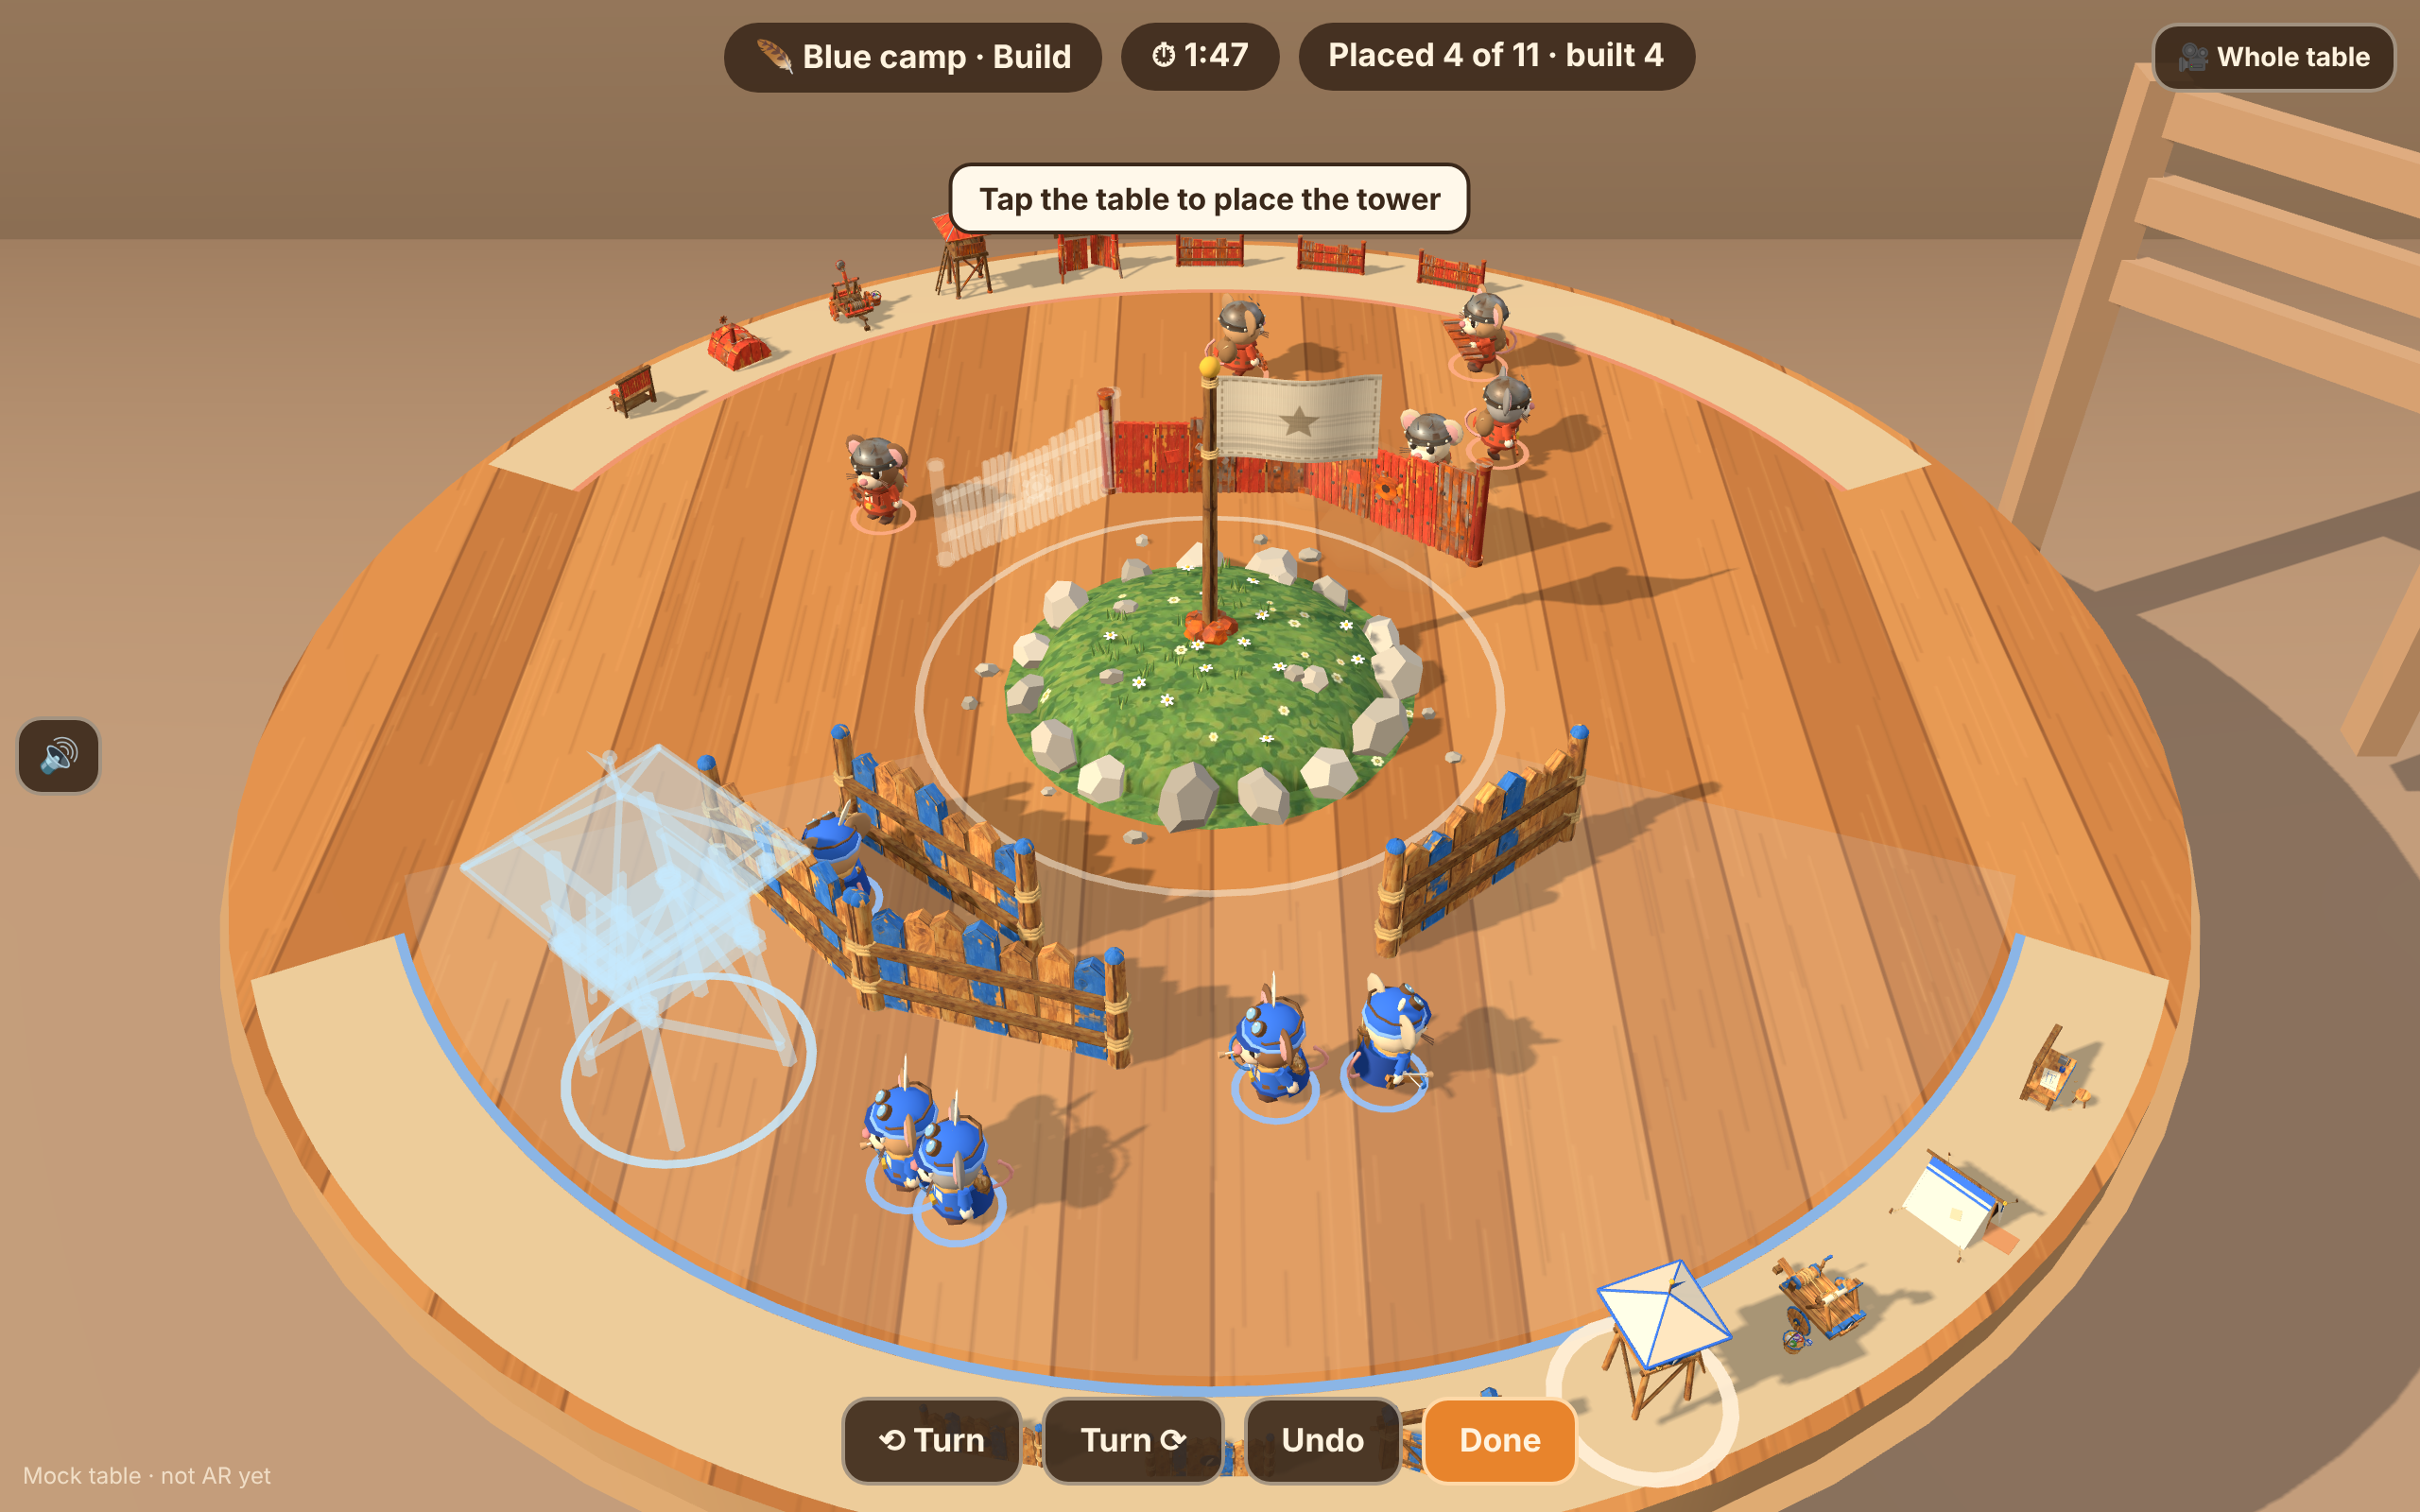 Blue camp · Build
1:47
Placed 4 of 11 · built 4
Whole table
Tap the table to place the tower
⟲ Turn
Turn ⟳
Undo
Done
Mock table · not AR yet